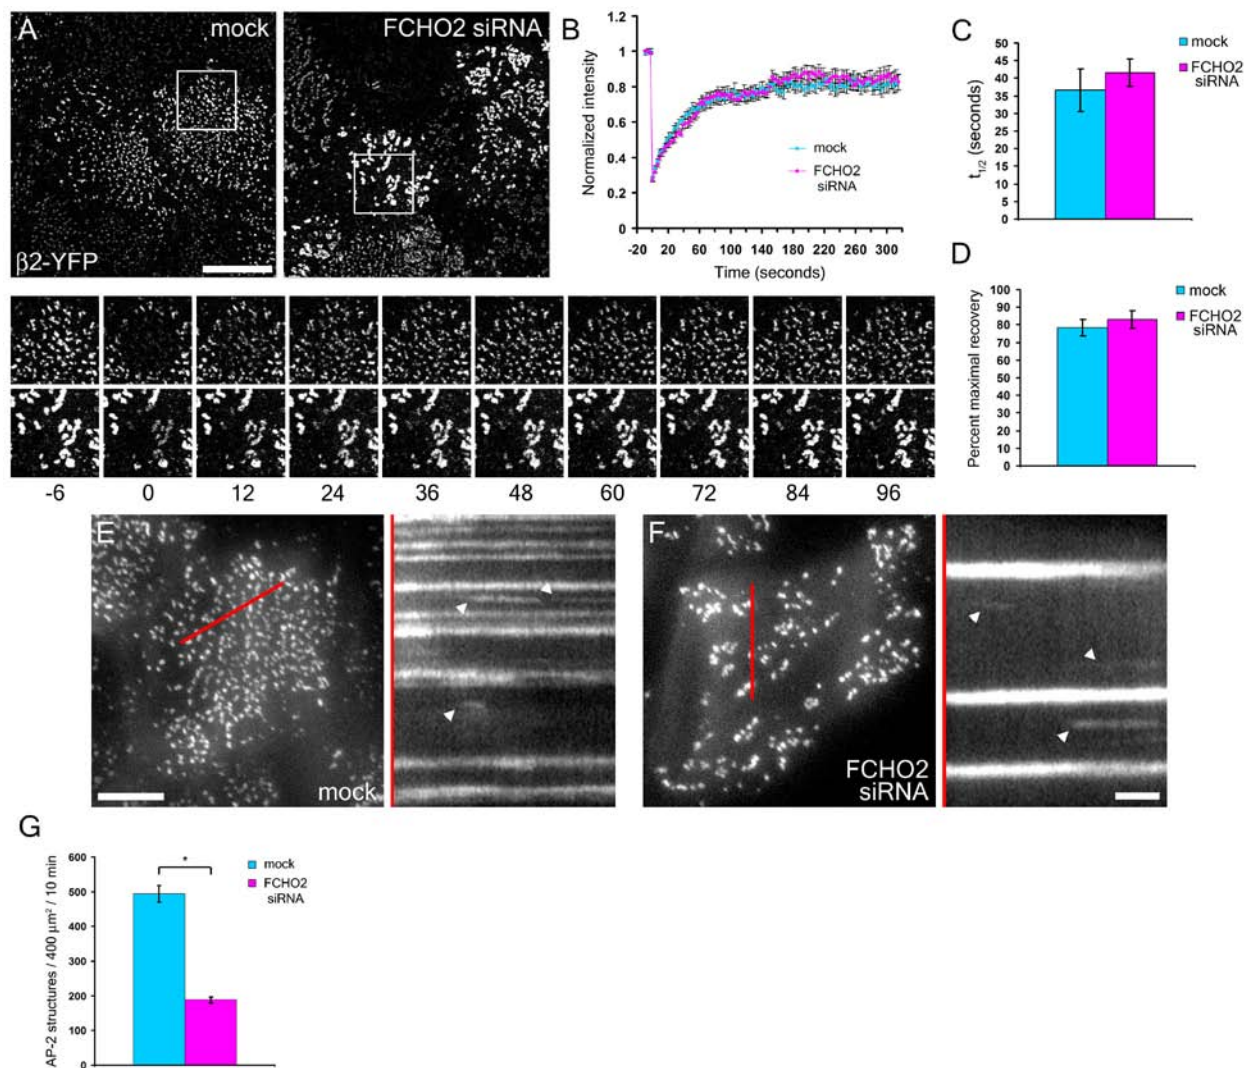 A
mock
FCHO2 siRNA
β2-YFP
B
Normalized intensity
1.2
1
0.8
0.6
0.4
0.2
0
-20 20 60 100 140 180 220 260 300
Time (seconds)
mock
FCHO2
siRNA
C
t1/2 (seconds)
50
45
40
35
30
25
20
15
10
5
0
mock
FCHO2
siRNA
D
Percent maximal recovery
100
90
80
70
60
50
40
30
20
10
0
mock
FCHO2
siRNA
-6 0 12 24 36 48 60 72 84 96
E
mock
F
FCHO2
siRNA
G
AP-2 structures / 400 μm² / 10 min
600
500
400
300
200
100
0
*
mock
FCHO2
siRNA